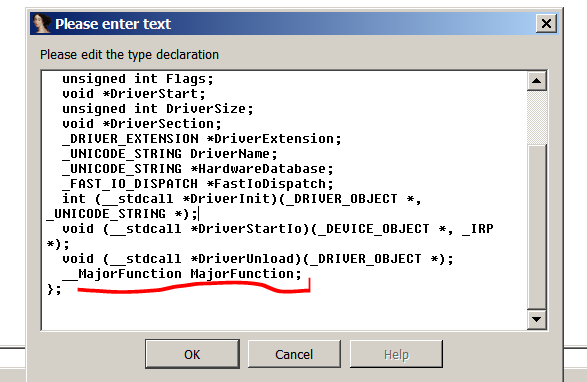 Please enter text
Please edit the type declaration
unsigned int Flags;
void *DriverStart;
unsigned int DriverSize;
void *DriverSection;
_DRIVER_EXTENSION *DriverExtension;
_UNICODE_STRING DriverName;
_UNICODE_STRING *HardwareDatabase;
_FAST_IO_DISPATCH *FastIoDispatch;
int (__stdcall *DriverInit)(_DRIVER_OBJECT *,
_UNICODE_STRING *);
void (__stdcall *DriverStartIo)(_DEVICE_OBJECT *, _IRP
*);
void (__stdcall *DriverUnload)(_DRIVER_OBJECT *);
__MajorFunction MajorFunction;
};
OK
Cancel
Help